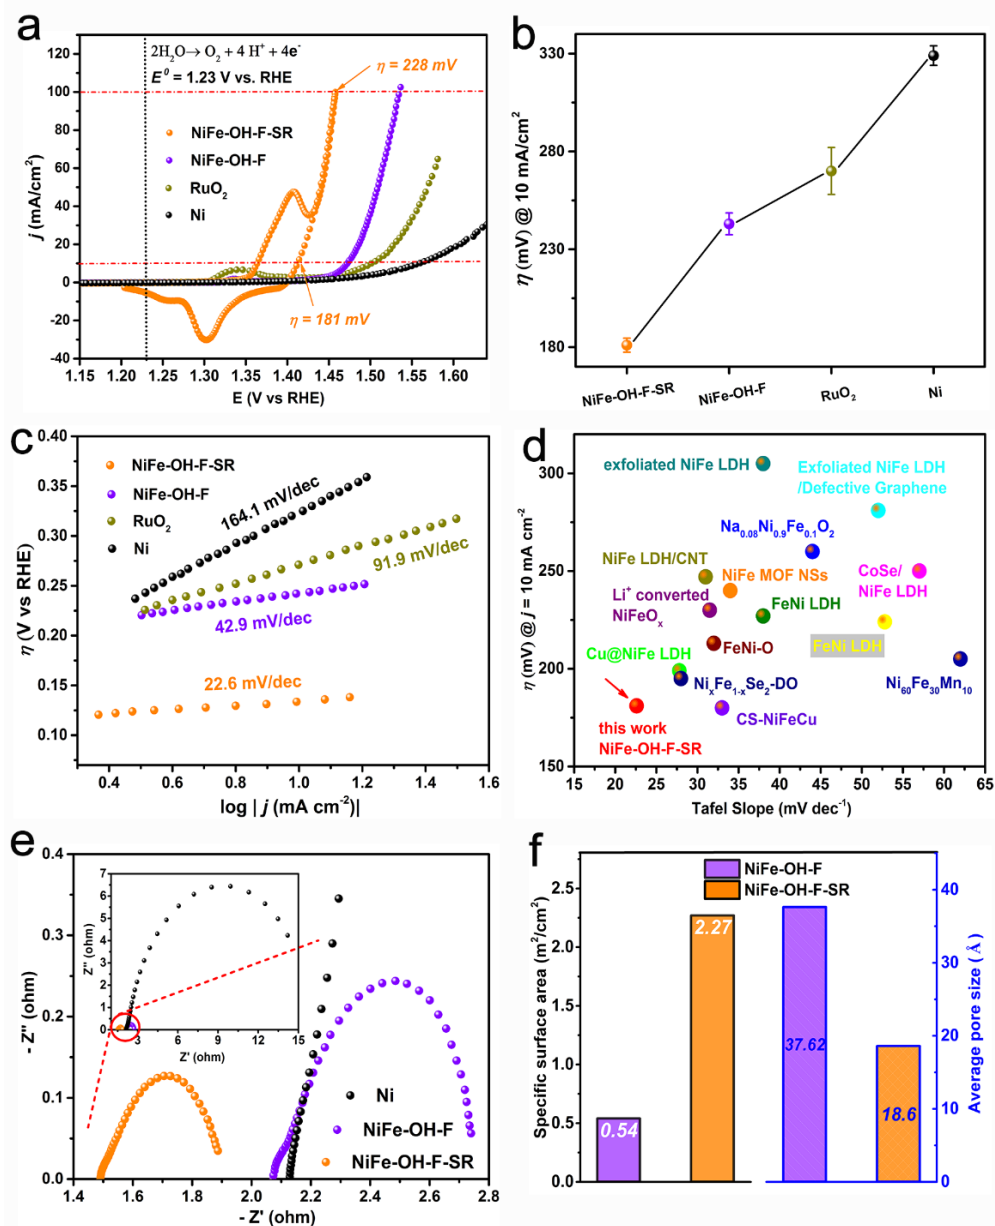 a
2H₂O→ O₂ + 4 H⁺ + 4e⁻
E⁰ = 1.23 V vs. RHE
η = 228 mV
NiFe-OH-F-SR
NiFe-OH-F
RuO₂
Ni
η = 181 mV
j (mA/cm²)
120
100
80
60
40
20
0
-20
-40
1.15 1.20 1.25 1.30 1.35 1.40 1.45 1.50 1.55 1.60
E (V vs RHE)
b
η (mV) @ 10 mA/cm²
330
280
230
180
NiFe-OH-F-SR NiFe-OH-F RuO₂ Ni
c
NiFe-OH-F-SR
NiFe-OH-F
RuO₂
Ni
164.1 mV/dec
91.9 mV/dec
42.9 mV/dec
22.6 mV/dec
η (V vs RHE)
0.40
0.35
0.30
0.25
0.20
0.15
0.10
0.4 0.6 0.8 1.0 1.2 1.4 1.6
log | j (mA cm⁻²)|
d
exfoliated NiFe LDH
Exfoliated NiFe LDH
/Defective Graphene
Na₀.₀₈Ni₀.₉Fe₀.₁O₂
NiFe LDH/CNT
NiFe MOF NSs
CoSe/
NiFe LDH
Li⁺ converted
NiFeOₓ
FeNi LDH
FeNi-O
FeNi LDH
Cu@NiFe LDH
NiₓFe₁₋ₓSe₂-DO
Ni₆₀Fe₃₀Mn₁₀
CS-NiFeCu
this work
NiFe-OH-F-SR
η (mV) @ j = 10 mA cm⁻²
300
250
200
150
15 20 25 30 35 40 45 50 55 60 65
Tafel Slope (mV dec⁻¹)
e
- Z'' (ohm)
0.4
0.3
0.2
0.1
0.0
1.4 1.6 1.8 2.0 2.2 2.4 2.6 2.8
- Z' (ohm)
Z'' (ohm)
7
6
5
4
3
2
1
0
3 6 9 12 15
Z' (ohm)
Ni
NiFe-OH-F
NiFe-OH-F-SR
f
NiFe-OH-F
NiFe-OH-F-SR
Specific surface area (m²/cm²)
2.5
2.0
1.5
1.0
0.5
0.0
0.54
2.27
37.62
18.6
40
30
20
10
0
Average pore size ( Å )